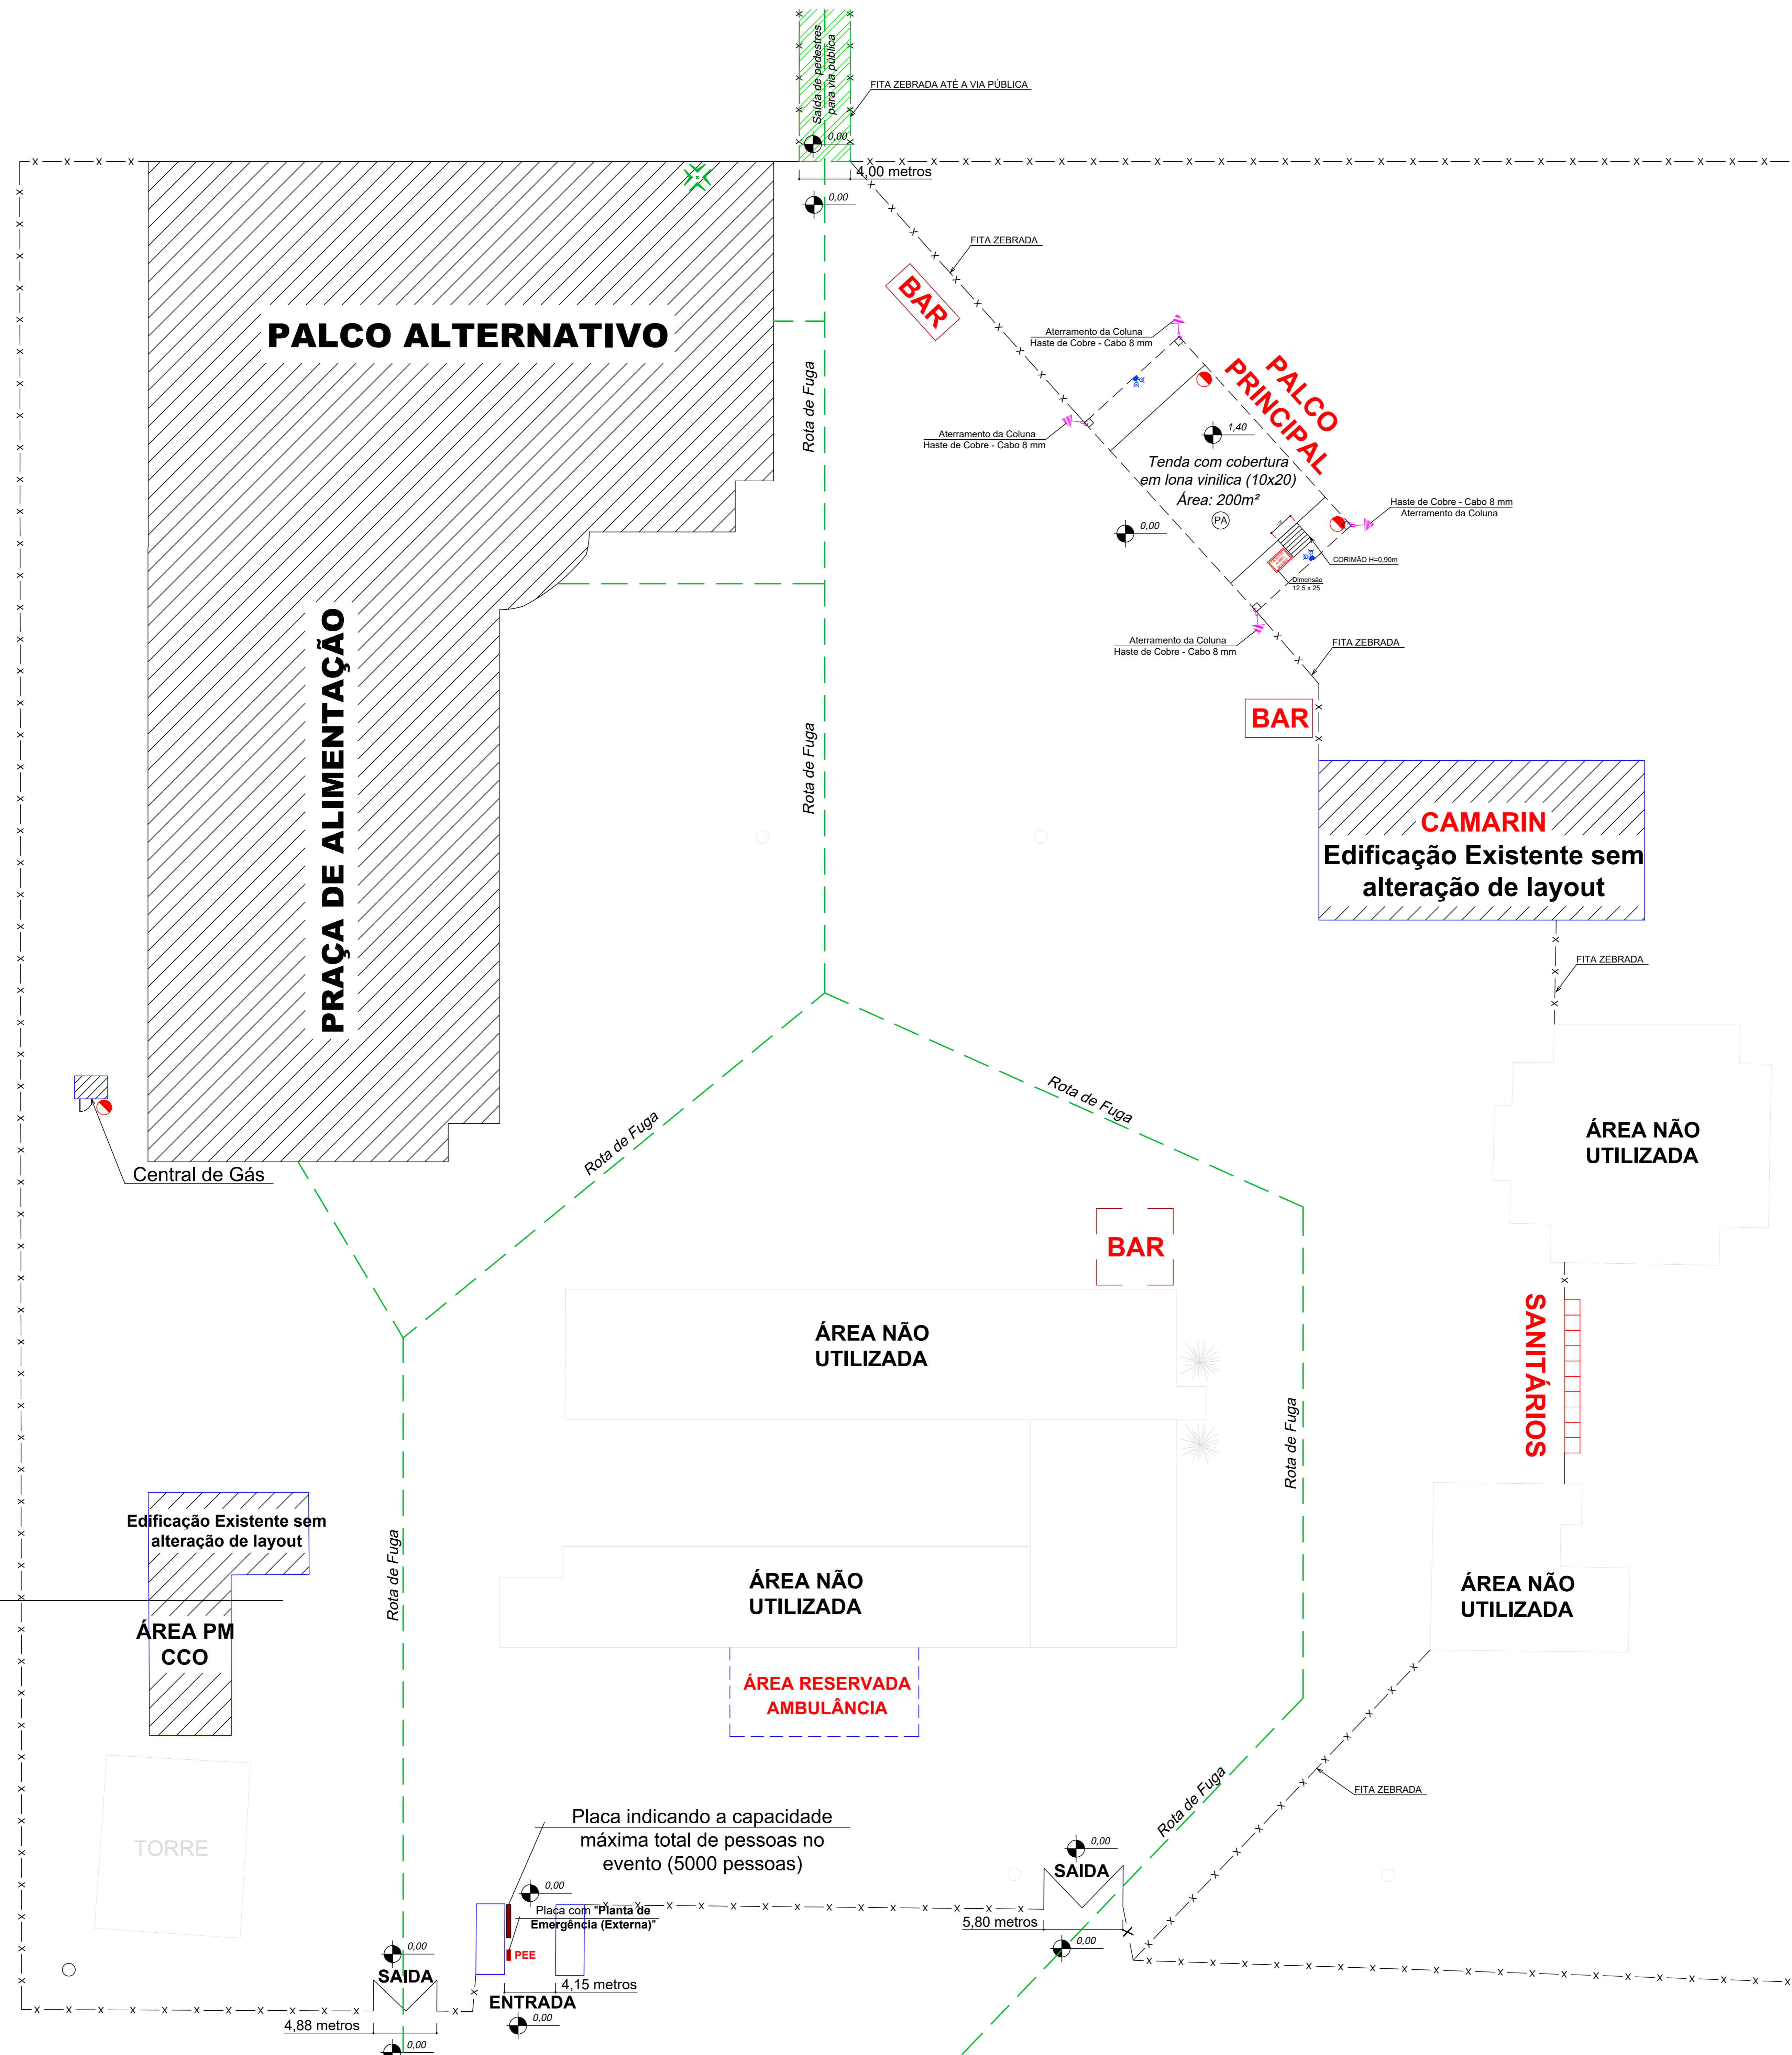 Saída de pedestres
para via pública
FITA ZEBRADA ATÈ A VIA PÚBLICA
0,00
4,00 metros
0,00
FITA ZEBRADA
BAR
PALCO ALTERNATIVO
Rota de Fuga
Aterramento da Coluna
Haste de Cobre - Cabo 8 mm
PALCO
PRINCIPAL
Aterramento da Coluna
Haste de Cobre - Cabo 8 mm
1,40
Tenda com cobertura
em lona vinilica (10x20)
Área: 200m²
PA
0,00
Haste de Cobre - Cabo 8 mm
Aterramento da Coluna
CORIMÃO H=0,90m
Dimensão
12,5 x 25
Aterramento da Coluna
Haste de Cobre - Cabo 8 mm
FITA ZEBRADA
BAR
PRAÇA DE ALIMENTAÇÃO
Rota de Fuga
CAMARIN
Edificação Existente sem
alteração de layout
FITA ZEBRADA
Rota de Fuga
Rota de Fuga
ÁREA NÃO
UTILIZADA
Central de Gás
BAR
ÁREA NÃO
UTILIZADA
SANITÁRIOS
Rota de Fuga
Edificação Existente sem
alteração de layout
Rota de Fuga
ÁREA NÃO
UTILIZADA
ÁREA NÃO
UTILIZADA
ÁREA PM
CCO
ÁREA RESERVADA
AMBULÂNCIA
Rota de Fuga
FITA ZEBRADA
TORRE
Placa indicando a capacidade
máxima total de pessoas no
evento (5000 pessoas)
0,00
SAIDA
0,00
Placa com "Planta de
Emergência (Externa)"
5,80 metros
0,00
0,00
PEE
SAIDA
4,15 metros
ENTRADA
0,00
4,88 metros
0,00